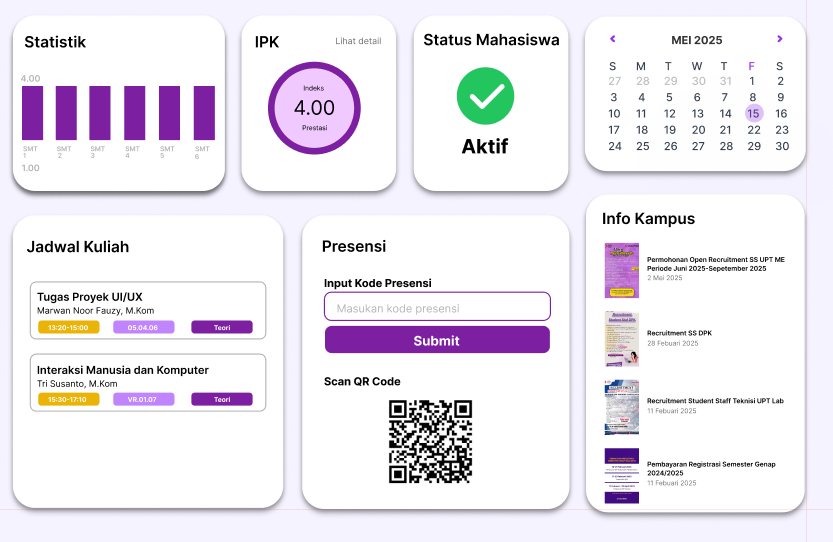 Statistik
4.00
SMT 1
SMT 2
SMT 3
SMT 4
SMT 5
SMT 6
1.00
IPK
Lihat detail
Indeks
4.00
Prestasi
Status Mahasiswa
Aktif
MEI 2025
S M T W T F S
27 28 29 30 31 1 2
3 4 5 6 7 8 9
10 11 12 13 14 15 16
17 18 19 20 21 22 23
24 25 26 27 28 29 30
Jadwal Kuliah
Tugas Proyek UI/UX
Marwan Noor Fauzy, M.Kom
13:20-15:00 05.04.06 Teori
Interaksi Manusia dan Komputer
Tri Susanto, M.Kom
15:30-17:10 VR.01.07 Teori
Presensi
Input Kode Presensi
Masukan kode presensi
Submit
Scan QR Code
Info Kampus
Permohonan Open Recruitment SS UPT ME
Periode Juni 2025-Sepetember 2025
2 Mei 2025
Recruitment SS DPK
28 Febuari 2025
Recruitment Student Staff Teknisi UPT Lab
11 Febuari 2025
Pembayaran Registrasi Semester Genap
2024/2025
11 Febuari 2025